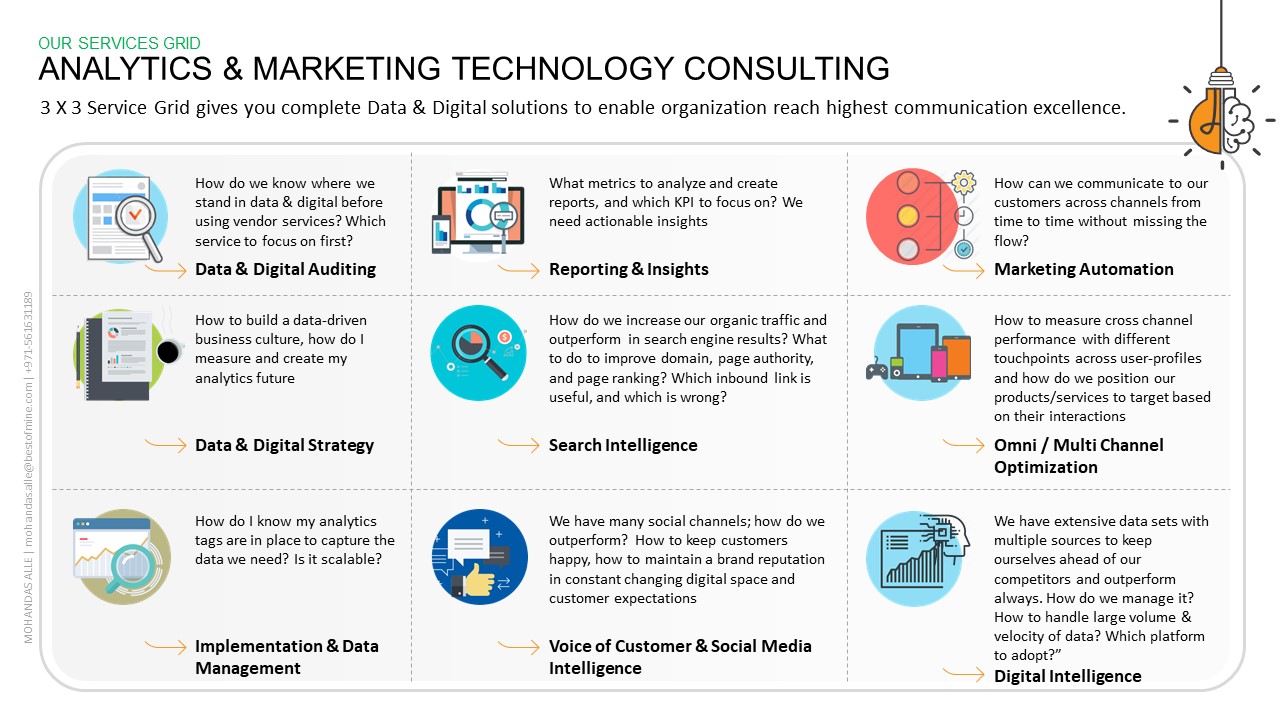 OUR SERVICES GRID
ANALYTICS & MARKETING TECHNOLOGY CONSULTING
3 X 3 Service Grid gives you complete Data & Digital solutions to enable organization reach highest communication excellence.
How do we know where we
stand in data & digital before
using vendor services? Which
service to focus on first?
Data & Digital Auditing
What metrics to analyze and create
reports, and which KPI to focus on? We
need actionable insights
Reporting & Insights
How can we communicate to our
customers across channels from
time to time without missing the
flow?
Marketing Automation
How to build a data-driven
business culture, how do I
measure and create my
analytics future
Data & Digital Strategy
How do we increase our organic traffic and
outperform in search engine results? What
to do to improve domain, page authority,
and page ranking? Which inbound link is
useful, and which is wrong?
Search Intelligence
How to measure cross channel
performance with different
touchpoints across user-profiles
and how do we position our
products/services to target based
on their interactions
Omni / Multi Channel
Optimization
How do I know my analytics
tags are in place to capture the
data we need? Is it scalable?
Implementation & Data
Management
We have many social channels; how do we
outperform? How to keep customers
happy, how to maintain a brand reputation
in constant changing digital space and
customer expectations
Voice of Customer & Social Media
Intelligence
We have extensive data sets with
multiple sources to keep
ourselves ahead of our
competitors and outperform
always. How do we manage it?
How to handle large volume &
velocity of data? Which platform
to adopt?”
Digital Intelligence
MOHANDAS ALLE | mohandas.alle@bestofmine.com | +971-561631189